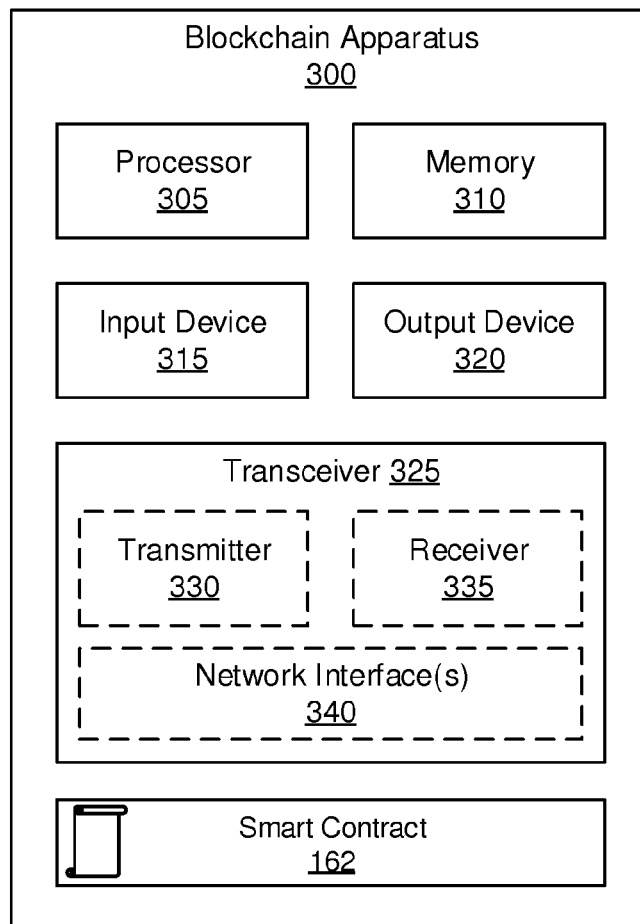 Blockchain Apparatus
300
Processor
305
Memory
310
Input Device
315
Output Device
320
Transceiver 325
Transmitter
330
Receiver
335
Network Interface(s)
340
Smart Contract
162